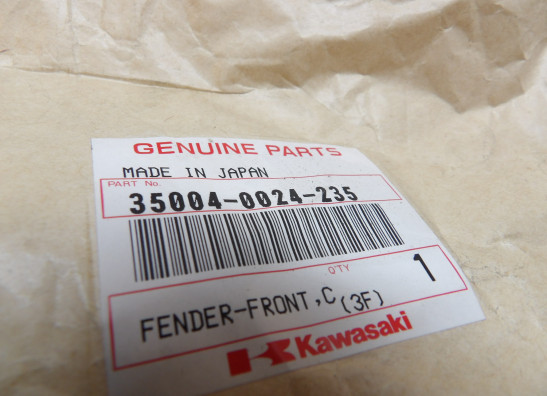 GENUINE PARTS
MADE IN JAPAN
PART No.
35004-0024-235
Q'TY
1
FENDER-FRONT,C(3F)
Kawasaki